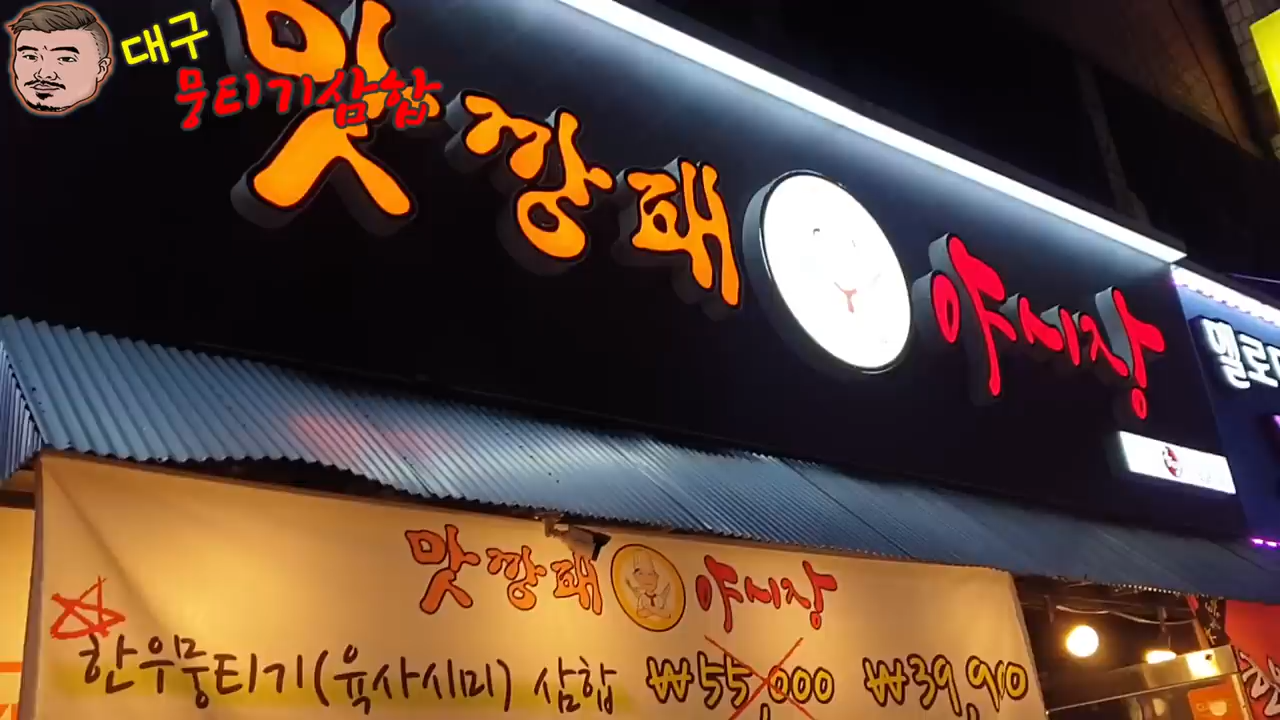 대구
뭉티기삼합
맛깡패 야시장
맛깡패 야시장
한우뭉티기(육사시미) 삼합 ₩55,000 ₩39,900